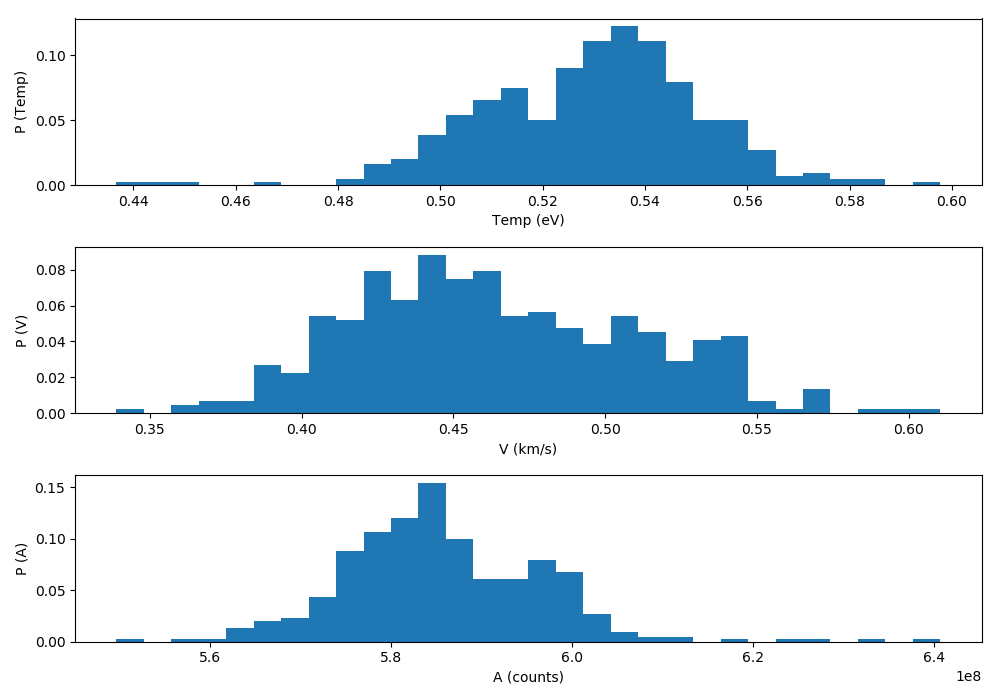 P (Temp)
0.10
0.05
0.00
0.44 0.46 0.48 0.50 0.52 0.54 0.56 0.58 0.60
Temp (eV)
P (V)
0.08
0.06
0.04
0.02
0.00
0.35 0.40 0.45 0.50 0.55 0.60
V (km/s)
P (A)
0.15
0.10
0.05
0.00
5.6 5.8 6.0 6.2 6.4
1e8
A (counts)